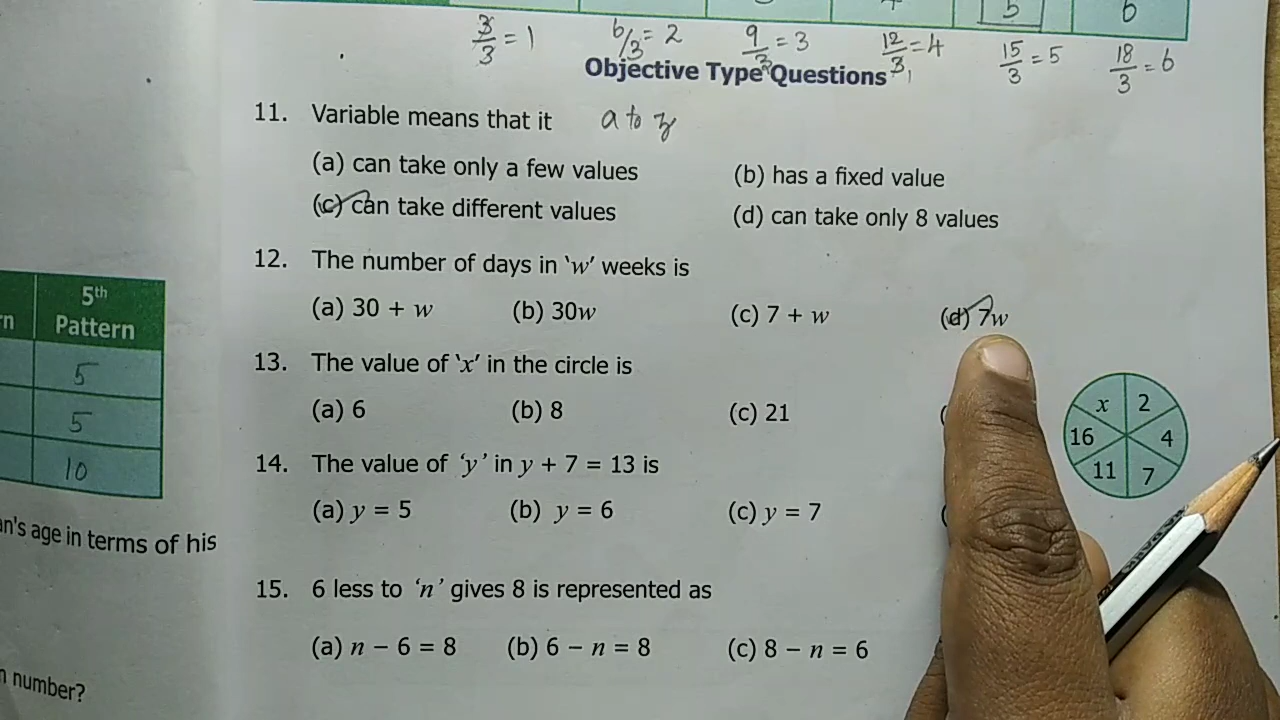 5 6
3/3 = 1 6/3 = 2 9/3 = 3 12/3 = 4 15/3 = 5 18/3 = 6
Objective Type Questions
11. Variable means that it a to z
(a) can take only a few values (b) has a fixed value
(c) can take different values (d) can take only 8 values
12. The number of days in ‘w’ weeks is
(a) 30 + w (b) 30w (c) 7 + w (d) 7w
13. The value of ‘x’ in the circle is
(a) 6 (b) 8 (c) 21 (
x 2
16 4
11 7
14. The value of ‘y’ in y + 7 = 13 is
(a) y = 5 (b) y = 6 (c) y = 7 (
15. 6 less to ‘n’ gives 8 is represented as
(a) n – 6 = 8 (b) 6 – n = 8 (c) 8 – n = 6
5th
Pattern
5
5
10
an's age in terms of his
number?